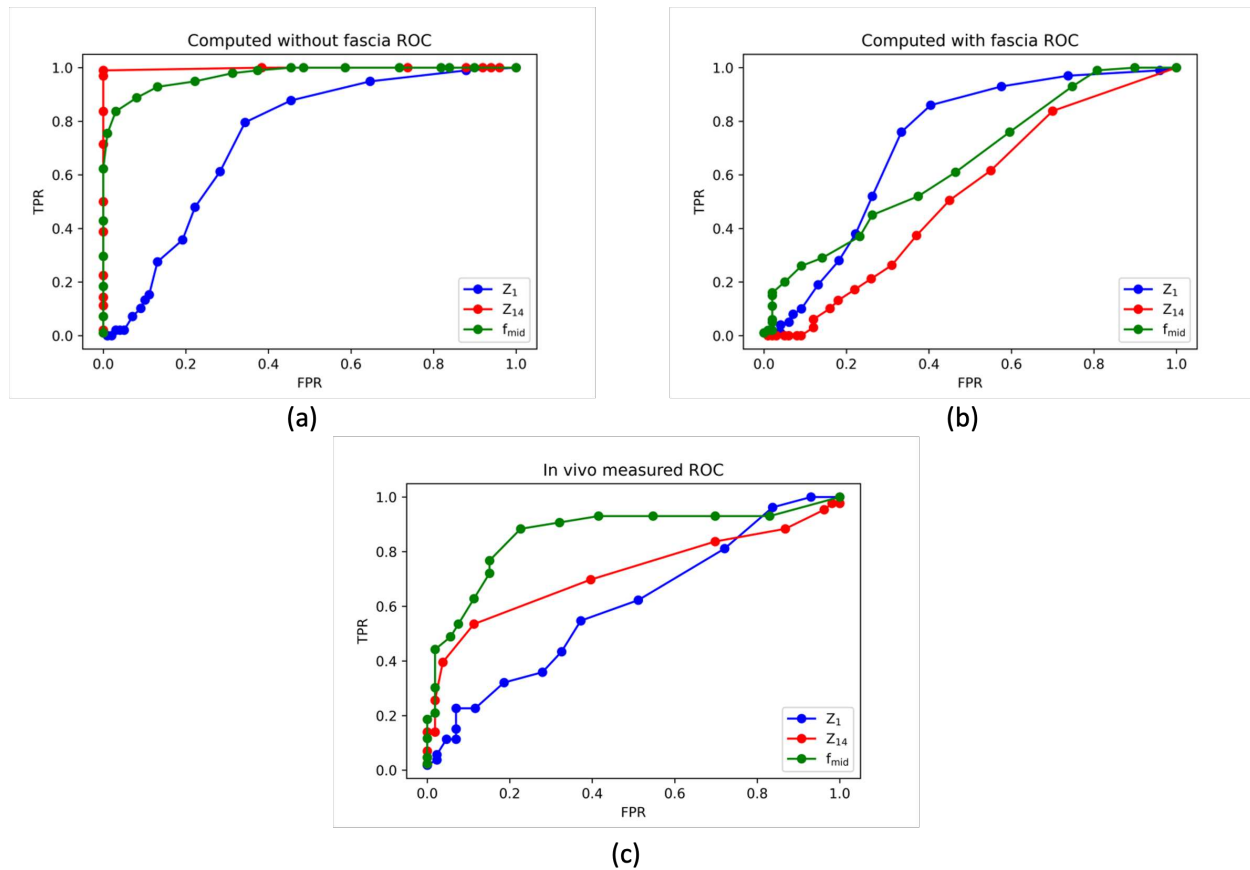 Computed without fascia ROC
1.0
0.8
0.6
0.4
0.2
0.0
TPR
0.0 0.2 0.4 0.6 0.8 1.0
FPR
Z1
Z14
fmid
(a)
Computed with fascia ROC
1.0
0.8
0.6
0.4
0.2
0.0
TPR
0.0 0.2 0.4 0.6 0.8 1.0
FPR
Z1
Z14
fmid
(b)
In vivo measured ROC
1.0
0.8
0.6
0.4
0.2
0.0
TPR
0.0 0.2 0.4 0.6 0.8 1.0
FPR
Z1
Z14
fmid
(c)